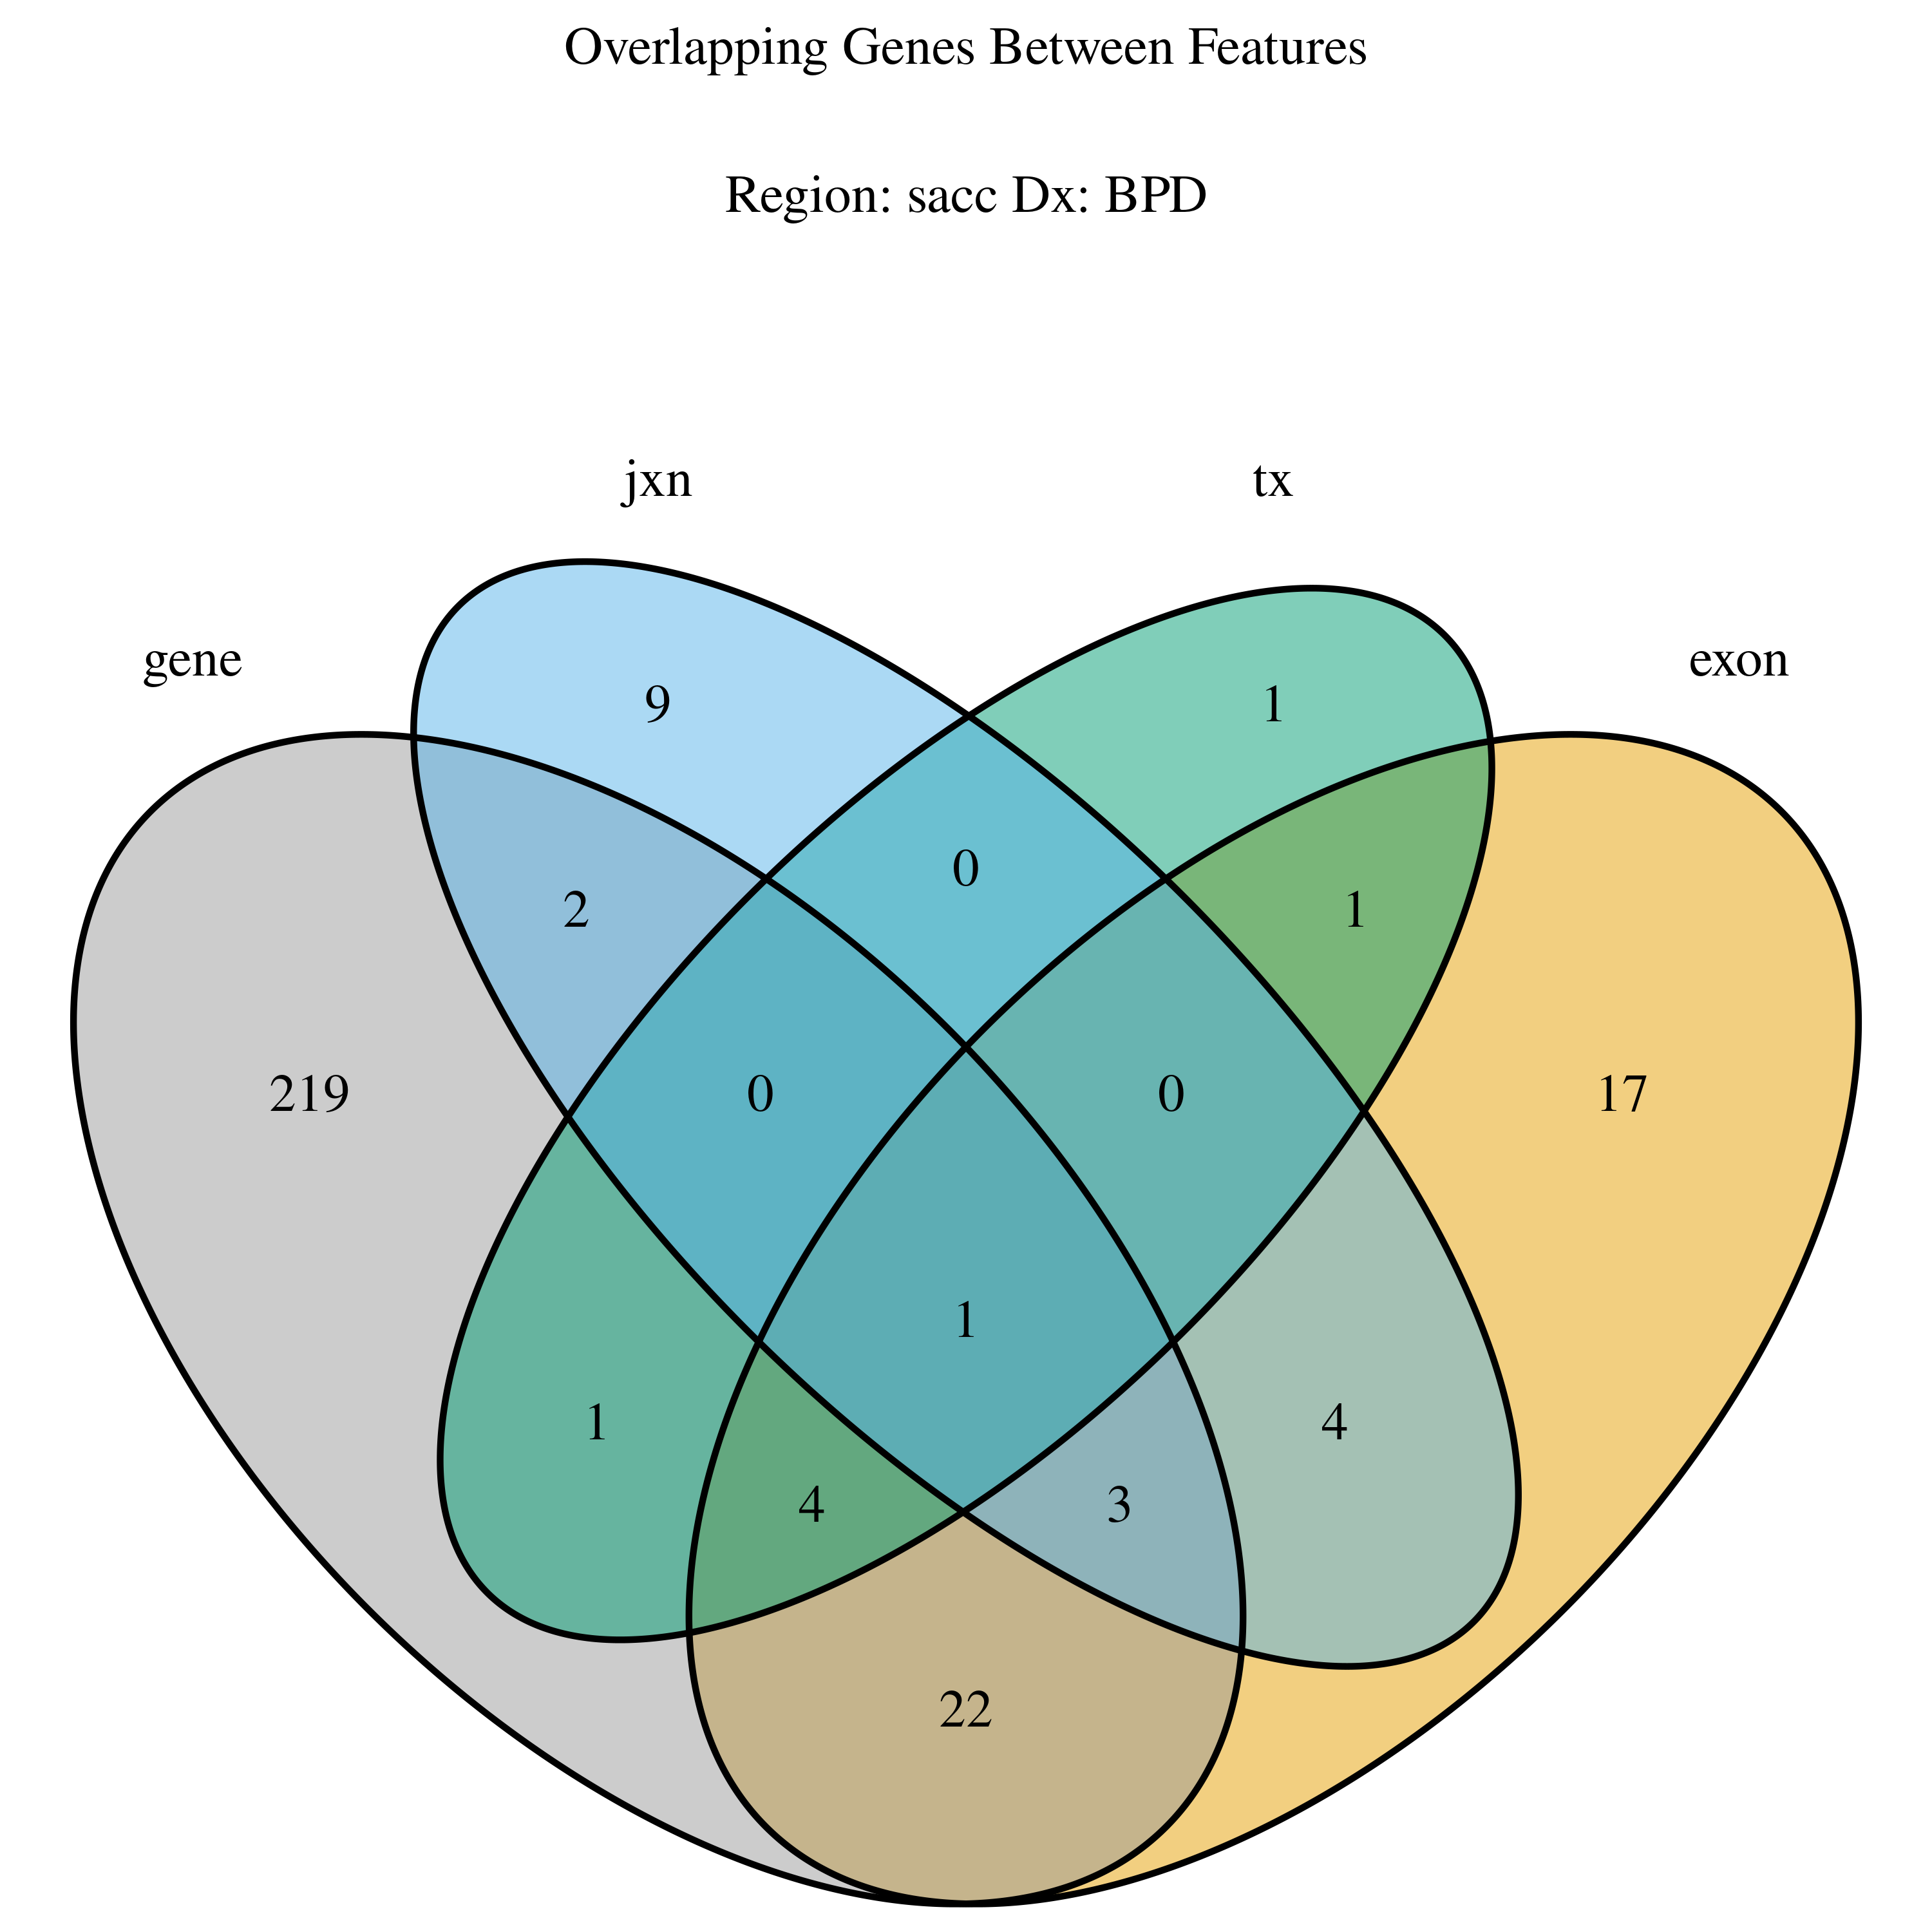 Overlapping Genes Between Features
Region: sacc Dx: BPD
jxn
tx
gene
exon
9
1
0
2
1
219
0
0
17
1
1
4
4
3
22